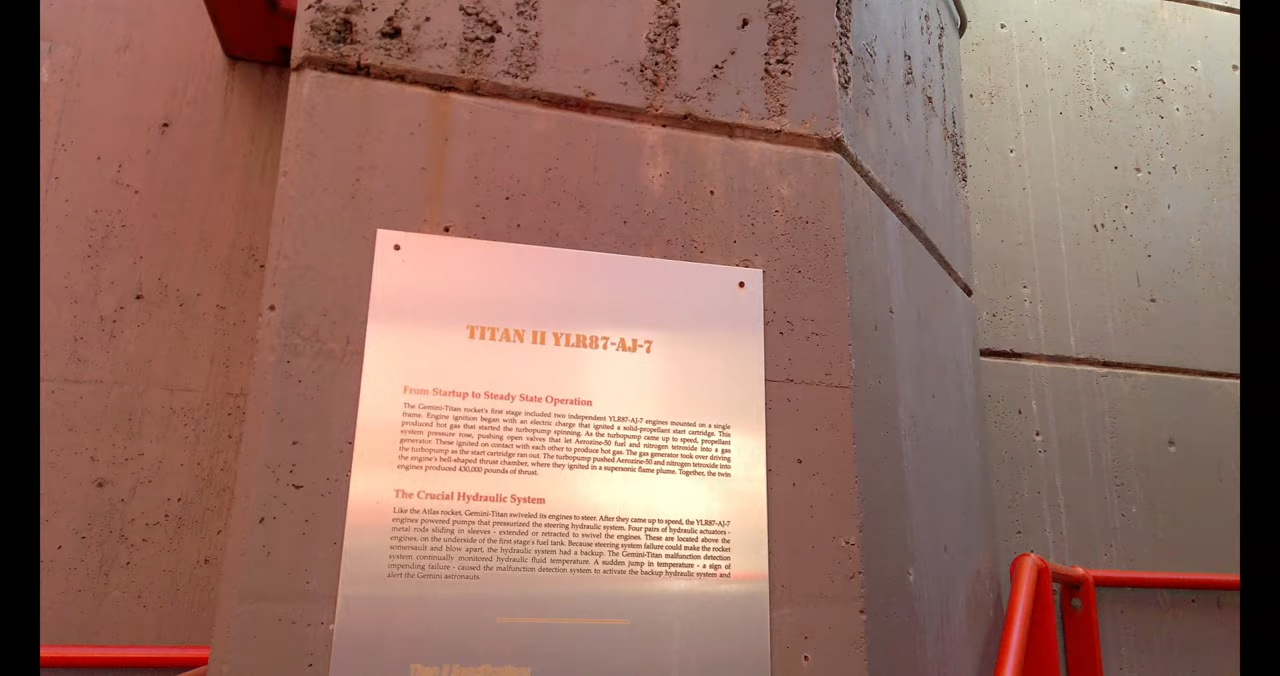 TITAN II YLR87-AJ-7
From Startup to Steady State Operation
The Gemini-Titan rocket's first stage included two independent YLR87-AJ-7 engines mounted on a single
frame. Engine ignition began with an electric charge that ignited a solid-propellant start cartridge. This
produced hot gas that started the turbopump spinning. As the turbopump came up to speed, propellant
system pressure rose, pushing open valves that let Aerozine-50 fuel and nitrogen tetroxide into a gas
generator. These ignited on contact with each other to produce hot gas. The gas generator took over driving
the turbopump as the start cartridge ran out. The turbopump pushed Aerozine-50 and nitrogen tetroxide into
the engine's bell-shaped thrust chamber, where they ignited in a supersonic flame plume. Together, the twin
engines produced 430,000 pounds of thrust.
The Crucial Hydraulic System
Like the Atlas rocket, Gemini-Titan swiveled its engines to steer. After they came up to speed, the YLR87-AJ-7
engines powered pumps that pressurized the steering hydraulic system. Four pairs of hydraulic actuators -
metal rods sliding in sleeves - extended or retracted to swivel the engines. These are located above the
engines, on the underside of the first stage's fuel tank. Because steering system failure could make the rocket
somersault and blow apart, the hydraulic system had a backup. The Gemini-Titan malfunction detection
system continually monitored hydraulic fluid temperature. A sudden jump in temperature - a sign of
impending failure - caused the malfunction detection system to activate the backup hydraulic system and
alert the Gemini astronauts.
Titan II Specifications